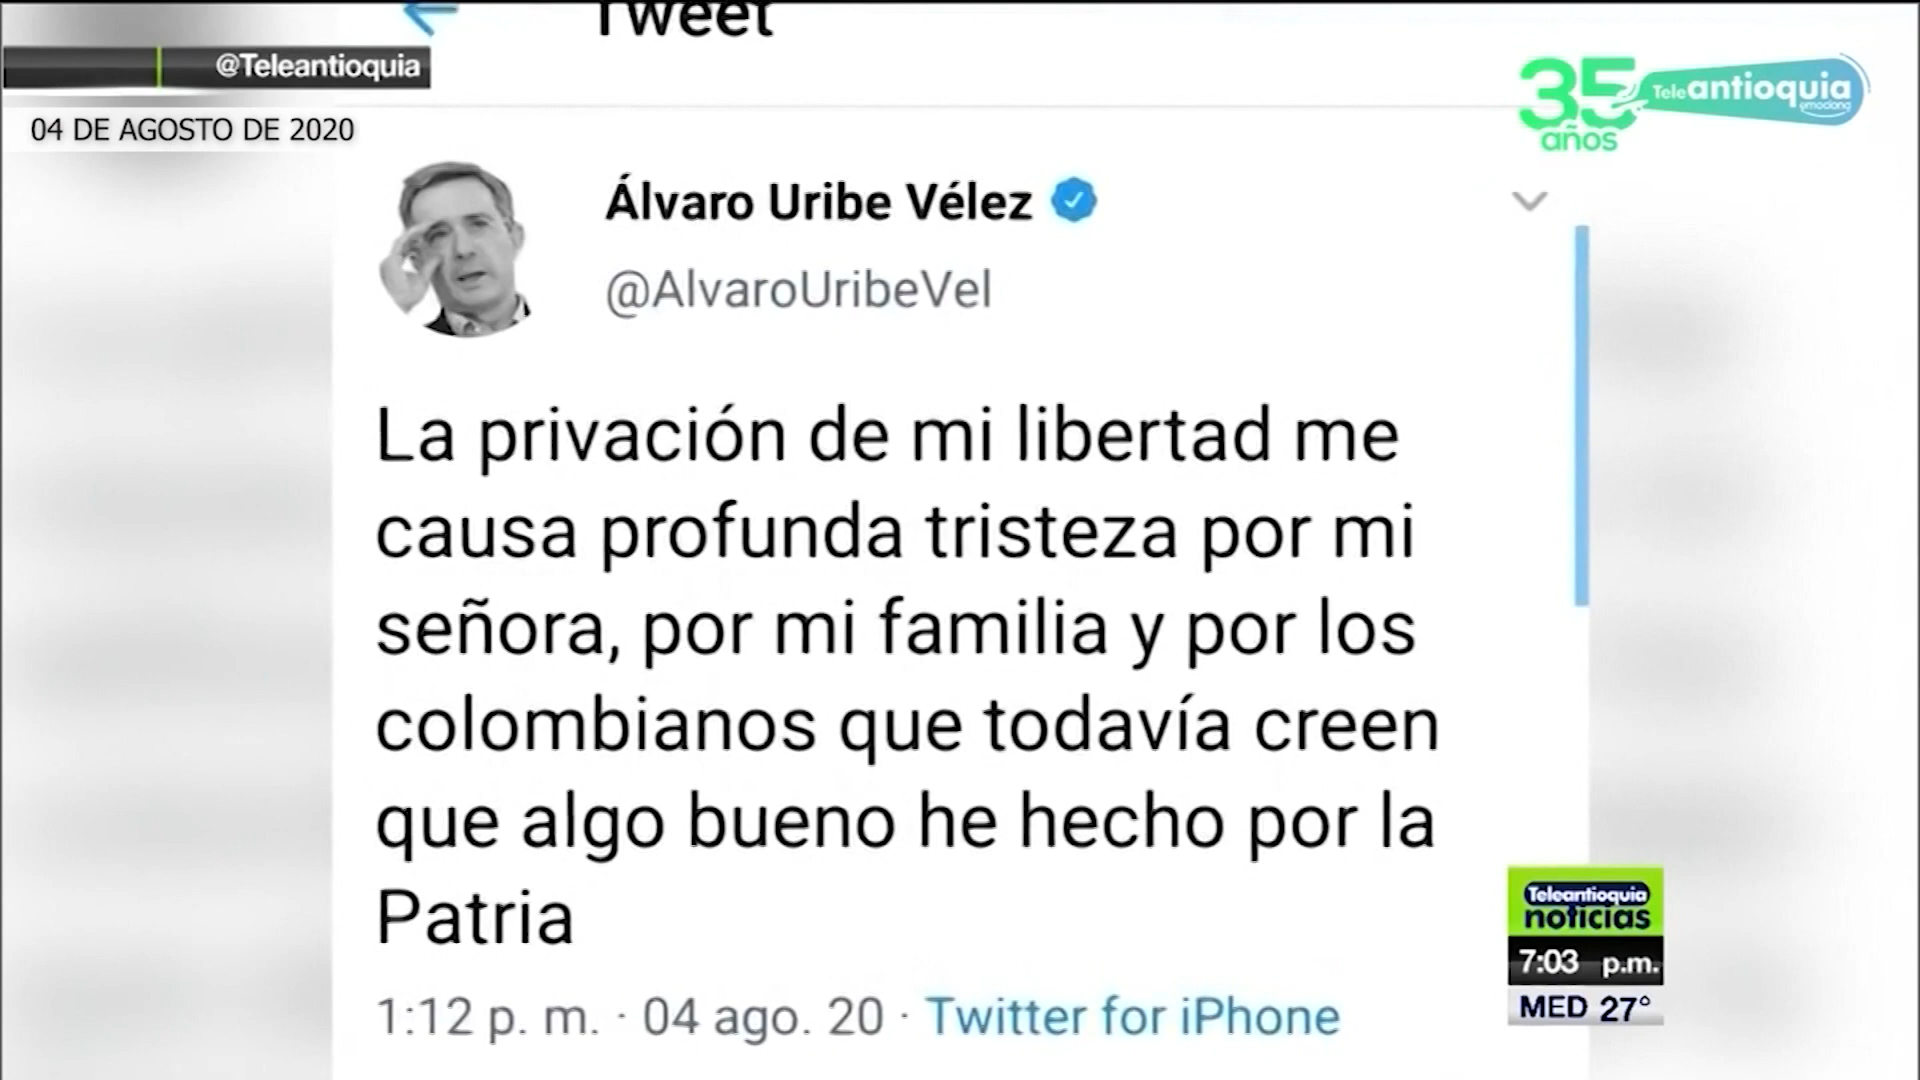 Tweet
@Teleantioquia
35 años
Teleantioquia
emociona
04 DE AGOSTO DE 2020
Álvaro Uribe Vélez
@AlvaroUribeVel
La privación de mi libertad me
causa profunda tristeza por mi
señora, por mi familia y por los
colombianos que todavía creen
que algo bueno he hecho por la
Patria
1:12 p. m. · 04 ago. 20 · Twitter for iPhone
Teleantioquia
noticias
7:03 p.m.
MED 27°